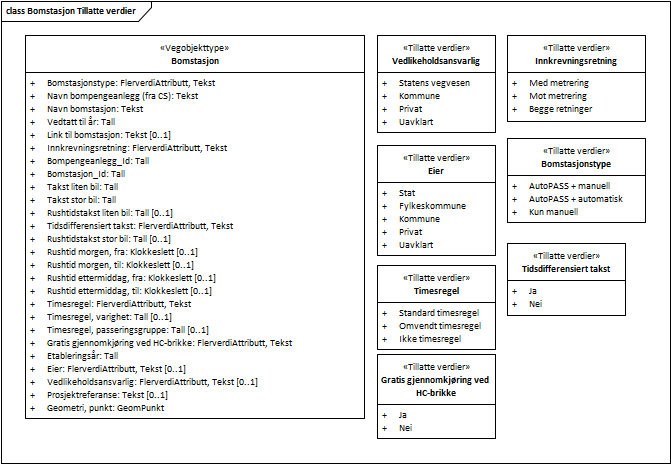 class Bomstasjon Tillatte verdier
«Vegobjekttype»
Bomstasjon
+ Bomstasjonstype: FlerverdiAttributt, Tekst
+ Navn bompengeanlegg (fra CS): Tekst
+ Navn bomstasjon: Tekst
+ Vedtatt til år: Tall
+ Link til bomstasjon: Tekst [0..1]
+ Innkrevningsretning: FlerverdiAttributt, Tekst
+ Bompengeanlegg_Id: Tall
+ Bomstasjon_Id: Tall
+ Takst liten bil: Tall
+ Takst stor bil: Tall
+ Rushtidstakst liten bil: Tall [0..1]
+ Tidsdifferensiert takst: FlerverdiAttributt, Tekst
+ Rushtidstakst stor bil: Tall [0..1]
+ Rushtid morgen, fra: Klokkeslett [0..1]
+ Rushtid morgen, til: Klokkeslett [0..1]
+ Rushtid ettermiddag, fra: Klokkeslett [0..1]
+ Rushtid ettermiddag, til: Klokkeslett [0..1]
+ Timesregel: FlerverdiAttributt, Tekst
+ Timesregel, varighet: Tall [0..1]
+ Timesregel, passeringsgruppe: Tall [0..1]
+ Gratis gjennomkjøring ved HC-brikke: FlerverdiAttributt, Tekst
+ Etableringsår: Tall
+ Eier: FlerverdiAttributt, Tekst [0..1]
+ Vedlikeholdsansvarlig: FlerverdiAttributt, Tekst [0..1]
+ Prosjektreferanse: Tekst [0..1]
+ Geometri, punkt: GeomPunkt
«Tillatte verdier»
Vedlikeholdsansvarlig
+ Statens vegvesen
+ Kommune
+ Privat
+ Uavklart
«Tillatte verdier»
Eier
+ Stat
+ Fylkeskommune
+ Kommune
+ Privat
+ Uavklart
«Tillatte verdier»
Timesregel
+ Standard timesregel
+ Omvendt timesregel
+ Ikke timesregel
«Tillatte verdier»
Gratis gjennomkjøring ved
HC-brikke
+ Ja
+ Nei
«Tillatte verdier»
Innkrevningsretning
+ Med metrering
+ Mot metrering
+ Begge retninger
«Tillatte verdier»
Bomstasjonstype
+ AutoPASS + manuell
+ AutoPASS + automatisk
+ Kun manuell
«Tillatte verdier»
Tidsdifferensiert takst
+ Ja
+ Nei